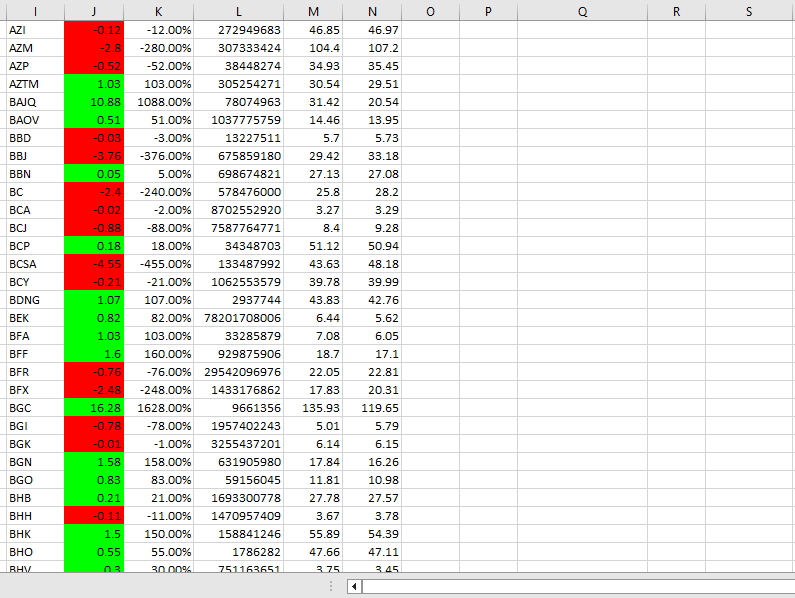 I J K L M N O P Q R S
AZI -0.12 -12.00% 272949683 46.85 46.97
AZM -2.8 -280.00% 307333424 104.4 107.2
AZP -0.52 -52.00% 38448274 34.93 35.45
AZTM 1.03 103.00% 305254271 30.54 29.51
BAJQ 10.88 1088.00% 78074963 31.42 20.54
BAOV 0.51 51.00% 1037775759 14.46 13.95
BBD -0.03 -3.00% 13227511 5.7 5.73
BBJ -3.76 -376.00% 675859180 29.42 33.18
BBN 0.05 5.00% 698674821 27.13 27.08
BC -2.4 -240.00% 578476000 25.8 28.2
BCA -0.02 -2.00% 8702552920 3.27 3.29
BCJ -0.88 -88.00% 7587764771 8.4 9.28
BCP 0.18 18.00% 34348703 51.12 50.94
BCSA -4.55 -455.00% 133487992 43.63 48.18
BCY -0.21 -21.00% 1062553579 39.78 39.99
BDNG 1.07 107.00% 2937744 43.83 42.76
BEK 0.82 82.00% 78201708006 6.44 5.62
BFA 1.03 103.00% 33285879 7.08 6.05
BFF 1.6 160.00% 929875906 18.7 17.1
BFR -0.76 -76.00% 29542096976 22.05 22.81
BFX -2.48 -248.00% 1433176862 17.83 20.31
BGC 16.28 1628.00% 9661356 135.93 119.65
BGI -0.78 -78.00% 1957402243 5.01 5.79
BGK -0.01 -1.00% 3255437201 6.14 6.15
BGN 1.58 158.00% 631905980 17.84 16.26
BGO 0.83 83.00% 59156045 11.81 10.98
BHB 0.21 21.00% 1693300778 27.78 27.57
BHH -0.11 -11.00% 1470957409 3.67 3.78
BHK 1.5 150.00% 158841246 55.89 54.39
BHO 0.55 55.00% 1786282 47.66 47.11
BHV 0.3 30.00% 751163651 3.75 3.45